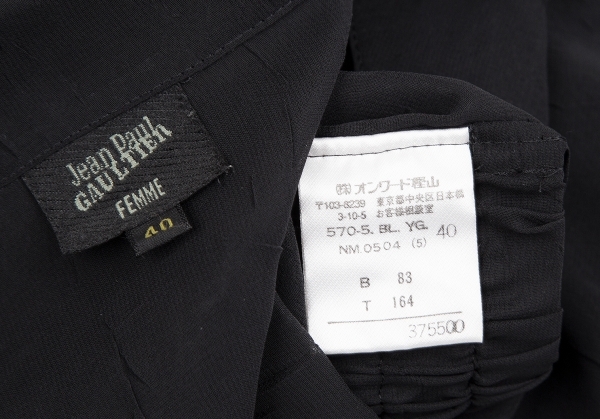 Jean Paul
GAULTIER
FEMME
40
㈱オンワード樫山
〒103-8239 東京都中央区日本橋
3-10-5 お客様相談室
570-5. BL. YG. 40
NM 0504 (5)
B 83
T 164
375500